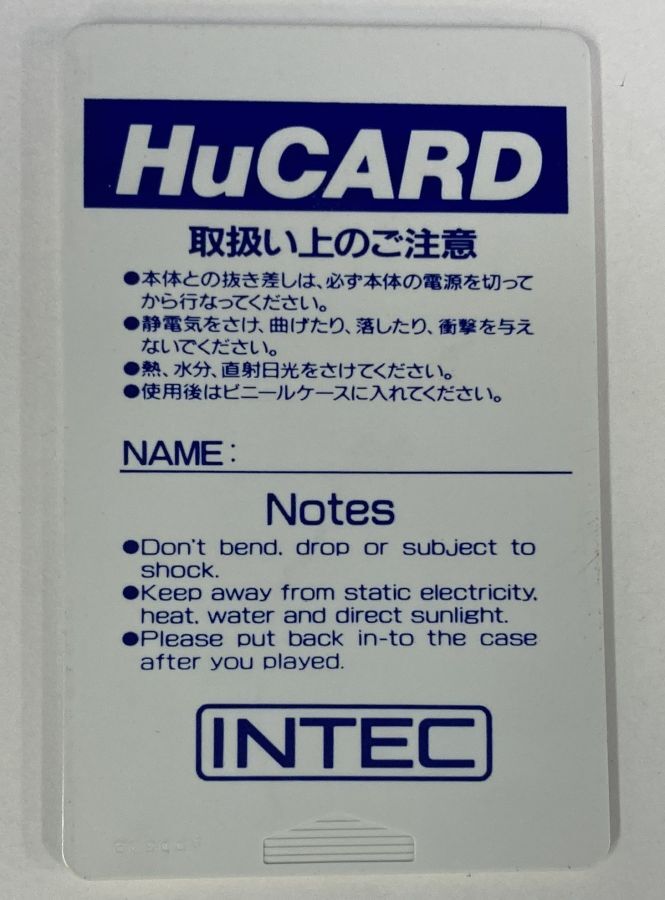 HuCARD
取扱い上のご注意
●本体との抜き差しは、必ず本体の電源を切って
から行なってください。
●静電気をさけ、曲げたり、落したり、衝撃を与え
ないでください。
●熱、水分、直射日光をさけてください。
●使用後はビニールケースに入れてください。
NAME:
Notes
●Don't bend. drop or subject to
shock.
●Keep away from static electricity,
heat. water and direct sunlight.
●Please put back in-to the case
after you played.
INTEC